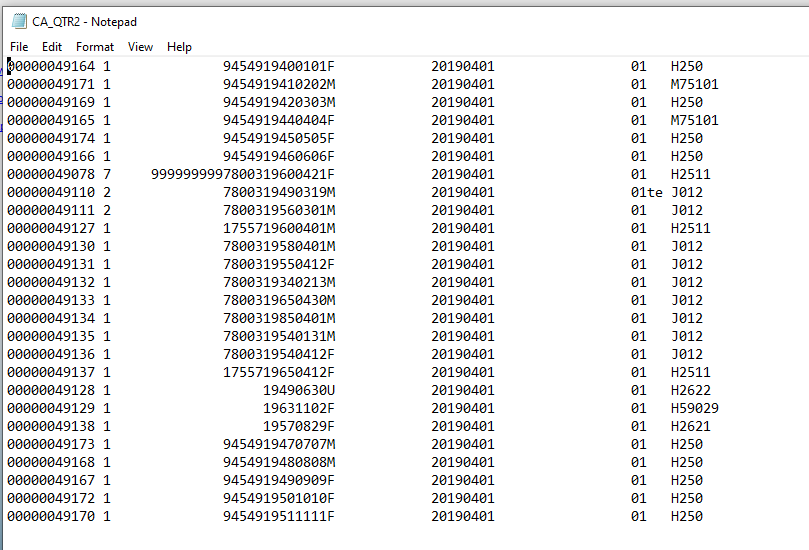 CA_QTR2 - Notepad
File Edit Format View Help
00000049164 1 9454919400101F 20190401 01 H250
00000049171 1 9454919410202M 20190401 01 M75101
00000049169 1 9454919420303M 20190401 01 H250
00000049165 1 9454919440404F 20190401 01 M75101
00000049174 1 9454919450505F 20190401 01 H250
00000049166 1 9454919460606F 20190401 01 H250
00000049078 7 9999999997800319600421F 20190401 01 H2511
00000049110 2 7800319490319M 20190401 01te J012
00000049111 2 7800319560301M 20190401 01 J012
00000049127 1 1755719600401M 20190401 01 H2511
00000049130 1 7800319580401M 20190401 01 J012
00000049131 1 7800319550412F 20190401 01 J012
00000049132 1 7800319340213M 20190401 01 J012
00000049133 1 7800319650430M 20190401 01 J012
00000049134 1 7800319850401M 20190401 01 J012
00000049135 1 7800319540131M 20190401 01 J012
00000049136 1 7800319540412F 20190401 01 J012
00000049137 1 1755719650412F 20190401 01 H2511
00000049128 1 19490630U 20190401 01 H2622
00000049129 1 19631102F 20190401 01 H59029
00000049138 1 19570829F 20190401 01 H2621
00000049173 1 9454919470707M 20190401 01 H250
00000049168 1 9454919480808M 20190401 01 H250
00000049167 1 9454919490909F 20190401 01 H250
00000049172 1 9454919501010F 20190401 01 H250
00000049170 1 9454919511111F 20190401 01 H250